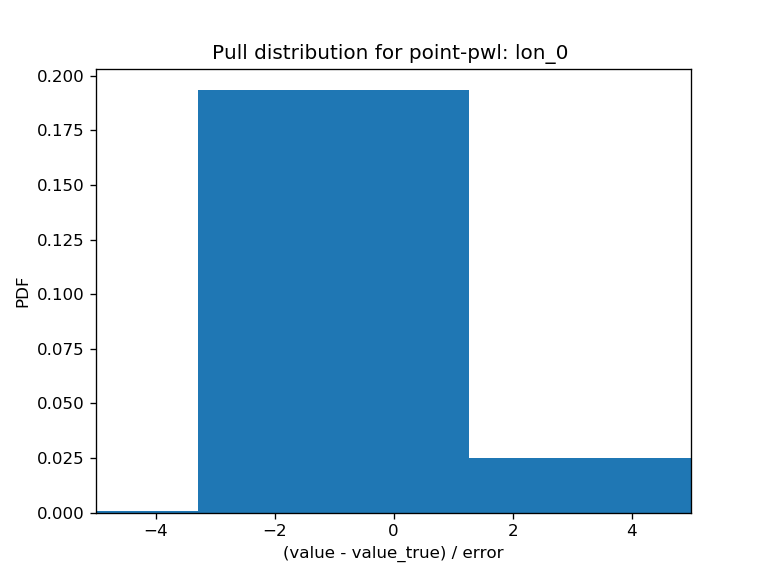 Pull distribution for point-pwl: lon_0
0.200
0.175
0.150
0.125
0.100
0.075
0.050
0.025
0.000
PDF
−4 −2 0 2 4
(value - value_true) / error